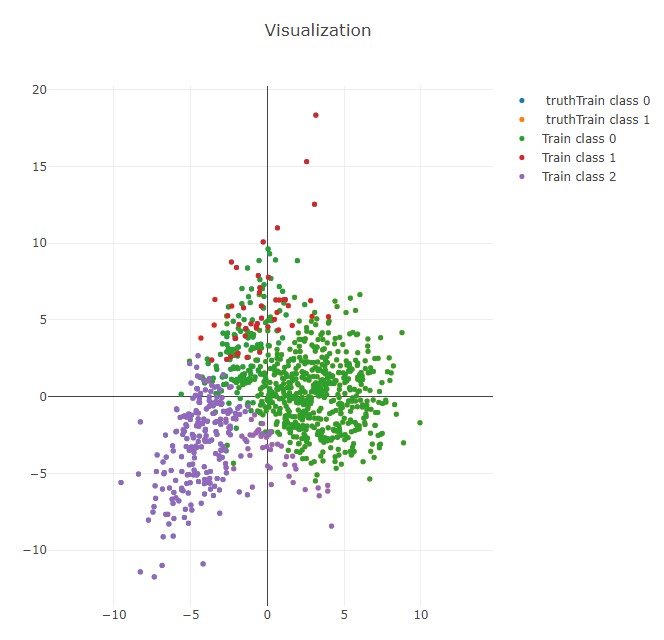 Visualization
20
15
10
5
0
−5
−10
−10
−5
0
5
10
truthTrain class 0
truthTrain class 1
Train class 0
Train class 1
Train class 2